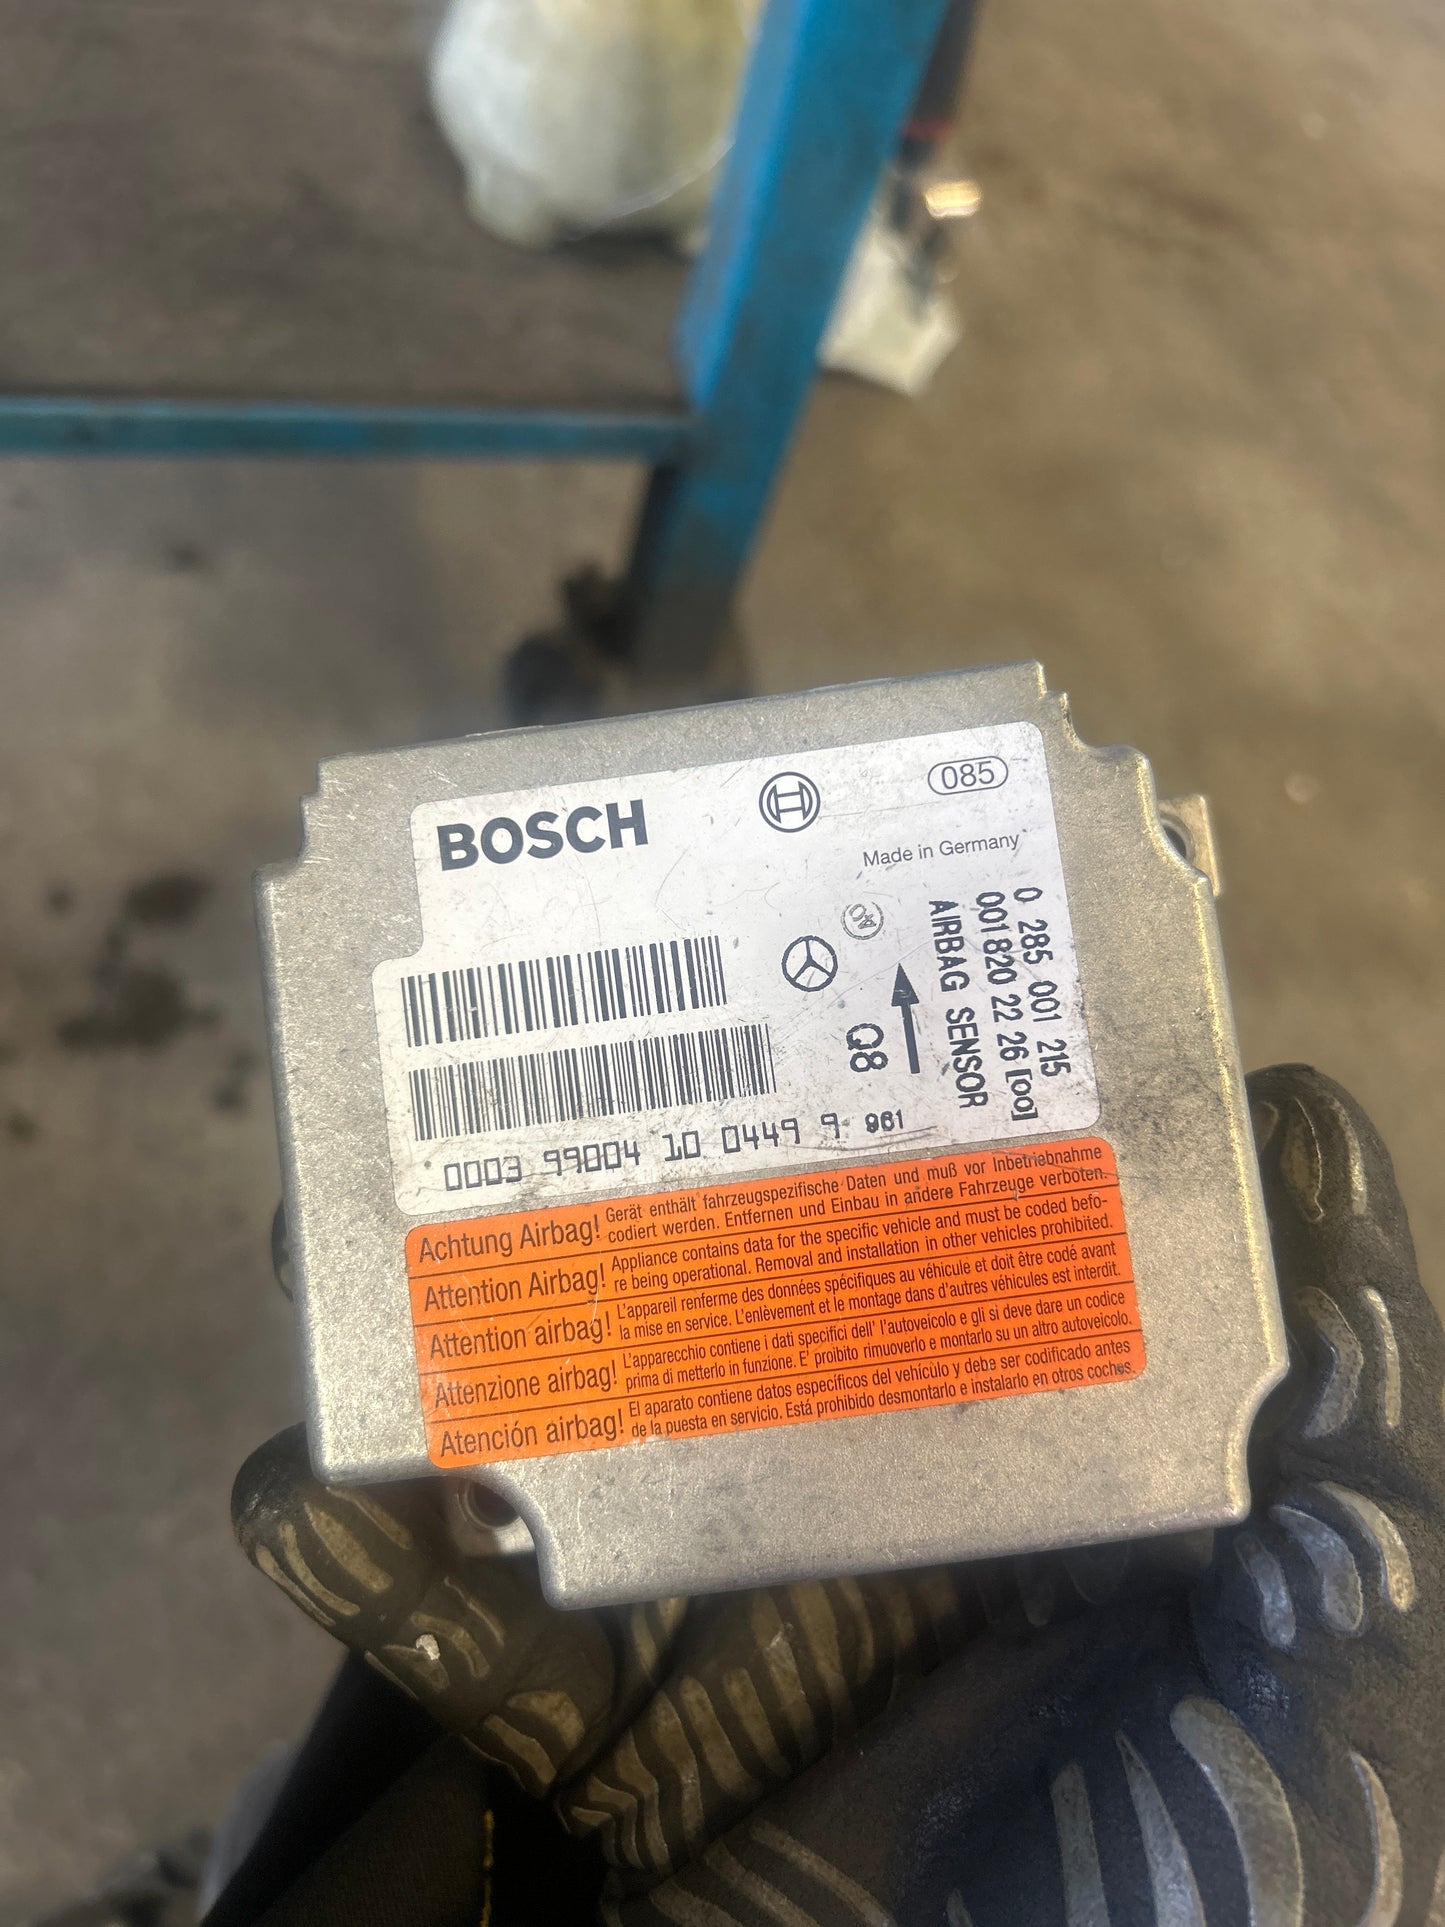 BOSCH
085
Made in Germany
40
0 285 001 215
001 820 22 26 [00]
AIRBAG SENSOR
Q8
0003 99004 10 0449 9 961
Achtung Airbag! Gerät enthält fahrzeugspezifische Daten und muß vor Inbetriebnahme
codiert werden. Entfernen und Einbau in andere Fahrzeuge verboten.
Attention Airbag! Appliance contains data for the specific vehicle and must be coded befo-
re being operational. Removal and installation in other vehicles prohibited.
Attention airbag! L'appareil renferme des données spécifiques au véhicule et doit être codé avant
la mise en service. L'enlèvement et le montage dans d'autres véhicules est interdit.
Attenzione airbag! L'apparecchio contiene i dati specifici dell' l'autoveicolo e gli si deve dare un codice
prima di metterlo in funzione. E' proibito rimuoverlo e montarlo su un altro autoveicolo.
Atención airbag! El aparato contiene datos específicos del vehículo y debe ser codificado antes
de la puesta en servicio. Está prohibido desmontarlo e instalarlo en otros coches.